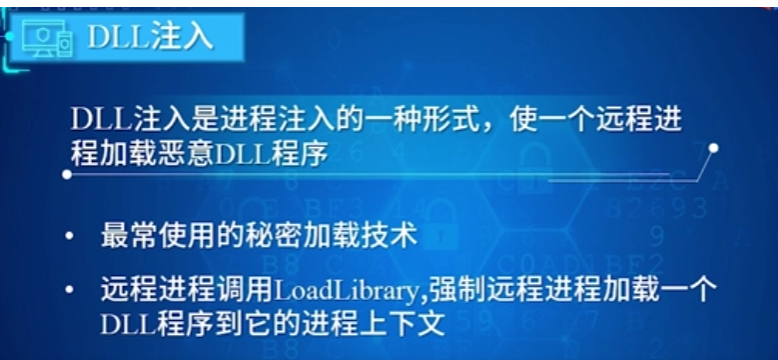 DLL注入
DLL注入是进程注入的一种形式，使一个远程进
程加载恶意DLL程序
• 最常使用的秘密加载技术
• 远程进程调用LoadLibrary,强制远程进程加载一个
DLL程序到它的进程上下文